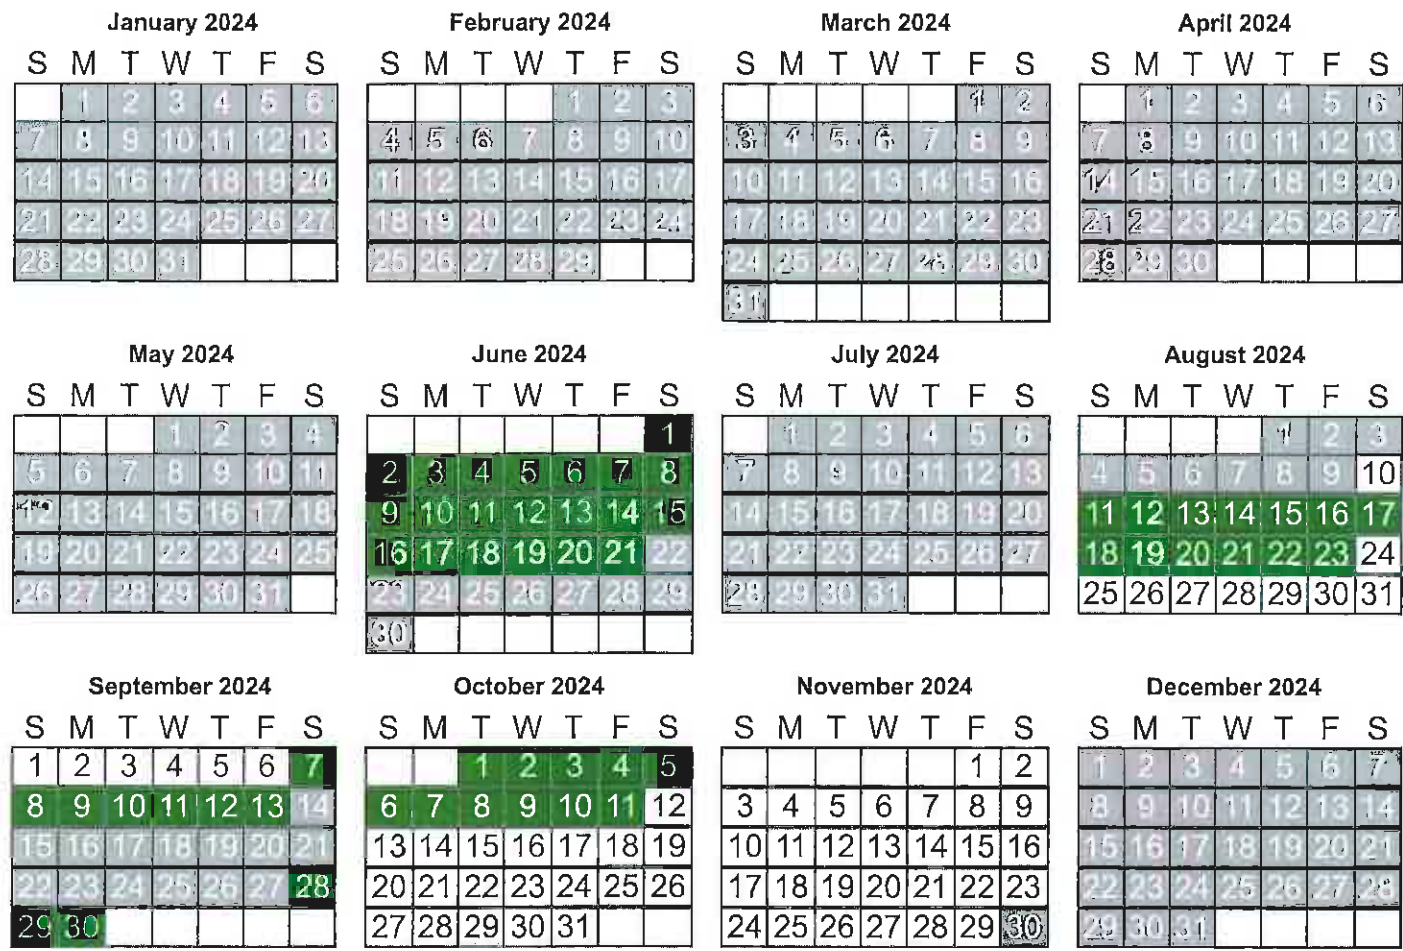 January 2024 February 2024 March 2024 April 2024
S M T W T F S S M T W T F S S M T W T F S S M T W T F S
1 2 3 4 5 6 1 2 3 1 2 1 2 3 4 5 6
7 8 9 10 11 12 13 4 5 6 7 8 9 10 3 4 5 6 7 8 9 7 8 9 10 11 12 13
14 15 16 17 18 19 20 11 12 13 14 15 16 17 10 11 12 13 14 15 16 14 15 16 17 18 19 20
21 22 23 24 25 26 27 18 19 20 21 22 23 24 17 18 19 20 21 22 23 21 22 23 24 25 26 27
28 29 30 31 25 26 27 28 29 24 25 26 27 28 29 30 28 29 30
31
May 2024 June 2024 July 2024 August 2024
S M T W T F S S M T W T F S S M T W T F S S M T W T F S
1 2 3 4 1 1 2 3 4 5 6 1 2 3
5 6 7 8 9 10 11 2 3 4 5 6 7 8 7 8 9 10 11 12 13 4 5 6 7 8 9 10
12 13 14 15 16 17 18 9 10 11 12 13 14 15 14 15 16 17 18 19 20 11 12 13 14 15 16 17
19 20 21 22 23 24 25 16 17 18 19 20 21 22 21 22 23 24 25 26 27 18 19 20 21 22 23 24
26 27 28 29 30 31 23 24 25 26 27 28 29 28 29 30 31 25 26 27 28 29 30 31
30
September 2024 October 2024 November 2024 December 2024
S M T W T F S S M T W T F S S M T W T F S S M T W T F S
1 2 3 4 5 6 7 1 2 3 4 5 1 2 1 2 3 4 5 6 7
8 9 10 11 12 13 14 6 7 8 9 10 11 12 3 4 5 6 7 8 9 8 9 10 11 12 13 14
15 16 17 18 19 20 21 13 14 15 16 17 18 19 10 11 12 13 14 15 16 15 16 17 18 19 20 21
22 23 24 25 26 27 28 20 21 22 23 24 25 26 17 18 19 20 21 22 23 22 23 24 25 26 27 28
29 30 27 28 29 30 31 24 25 26 27 28 29 30 29 30 31